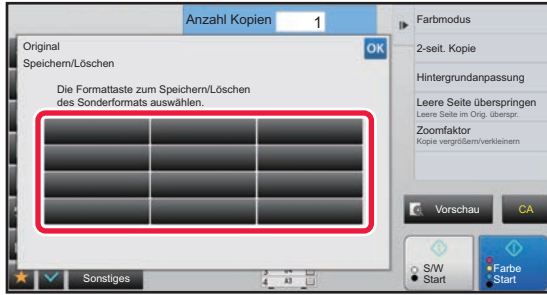 Anzahl Kopien 1
Original
OK
Speichern/Löschen
Die Formattaste zum Speichern/Löschen
des Sonderformats auswählen.
Farbmodus
2-seit. Kopie
Hintergrundanpassung
Leere Seite überspringen
Leere Seite im Orig. überspr.
Zoomfaktor
Kopie vergrößern/verkleinern
Vorschau
CA
S/W
Start
Farbe
Start
Sonstiges
4 A3